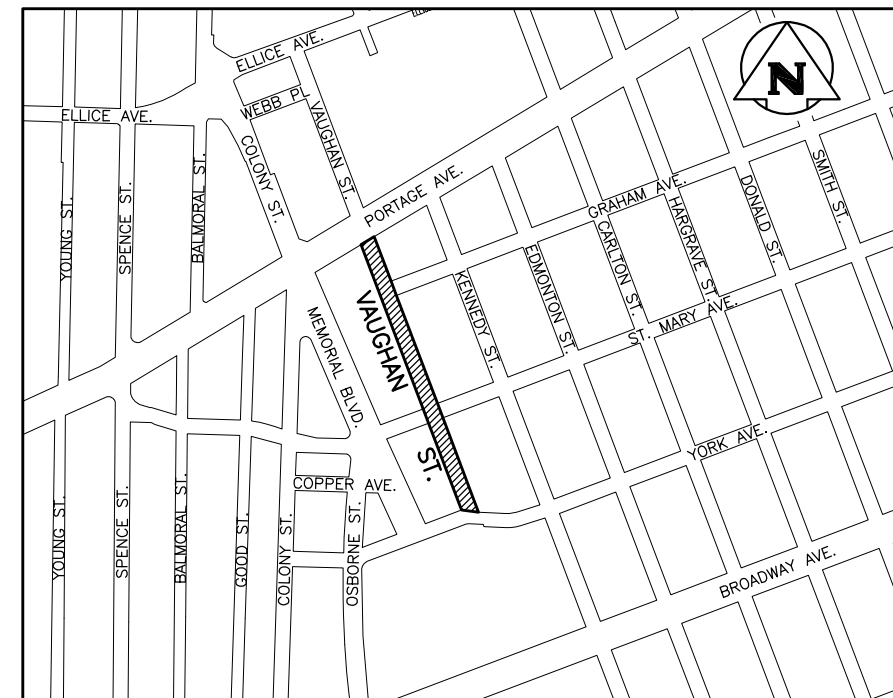 ELLICE AVE.
N
WEBB PL.
ELLICE AVE.
VAUGHAN ST.
COLONY ST.
PORTAGE AVE.
YOUNG ST.
SPENCE ST.
BALMORAL ST.
GRAHAM AVE.
SMITH ST.
DONALD ST.
HARGRAVE ST.
CARLTON ST.
EDMONTON ST.
KENNEDY ST.
MEMORIAL BLVD.
VAUGHAN ST.
ST. MARY AVE.
YORK AVE.
COPPER AVE.
YOUNG ST.
SPENCE ST.
BALMORAL ST.
GOOD ST.
COLONY ST.
OSBORNE ST.
BROADWAY AVE.